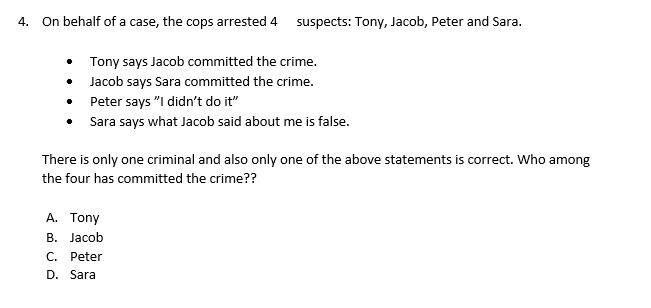 4. On behalf of a case, the cops arrested 4 suspects: Tony, Jacob, Peter and Sara.
• Tony says Jacob committed the crime.
• Jacob says Sara committed the crime.
• Peter says ”I didn’t do it”
• Sara says what Jacob said about me is false.
There is only one criminal and also only one of the above statements is correct. Who among
the four has committed the crime??
A. Tony
B. Jacob
C. Peter
D. Sara